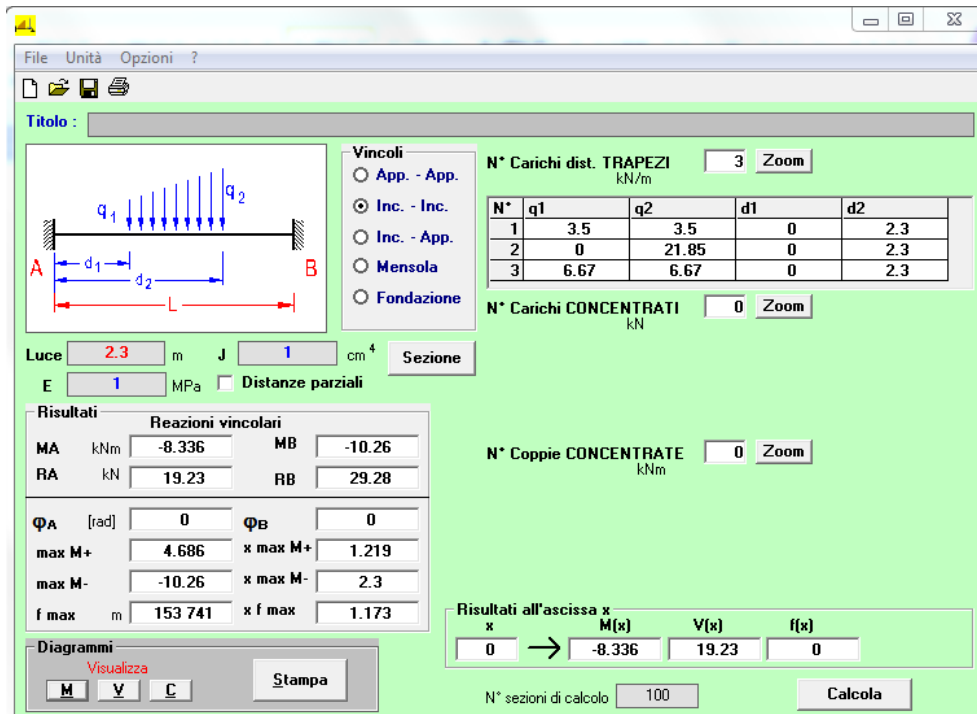 File Unità Opzioni ?
Titolo :
q1 q2
A B
d1
d2
L
Vincoli
App. - App.
Inc. - Inc.
Inc. - App.
Mensola
Fondazione
N° Carichi dist. TRAPEZI 3 Zoom
kN/m
N° q1 q2 d1 d2
1 3.5 3.5 0 2.3
2 0 21.85 0 2.3
3 6.67 6.67 0 2.3
N° Carichi CONCENTRATI 0 Zoom
kN
Luce 2.3 m J 1 cm 4 Sezione
E 1 MPa Distanze parziali
Risultati
Reazioni vincolari
MA kNm -8.336 MB -10.26
RA kN 19.23 RB 29.28
N° Coppie CONCENTRATE 0 Zoom
kNm
φA [rad] 0 φB 0
max M+ 4.686 x max M+ 1.219
max M- -10.26 x max M- 2.3
f max m 153 741 x f max 1.173
Risultati all'ascissa x
x M(x) V(x) f(x)
0 -8.336 19.23 0
Diagrammi
Visualizza
M V C Stampa
N° sezioni di calcolo 100 Calcola